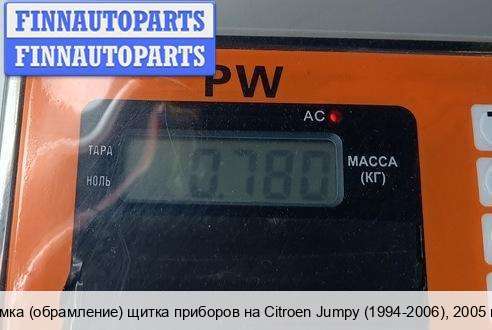 FINNAUTOPARTS
FINNAUTOPARTS
PW
AC
ТАРА
НОЛЬ
0.780
МАССА
(КГ)
мка (обрамление) щитка приборов на Citroen Jumpy (1994-2006), 2005